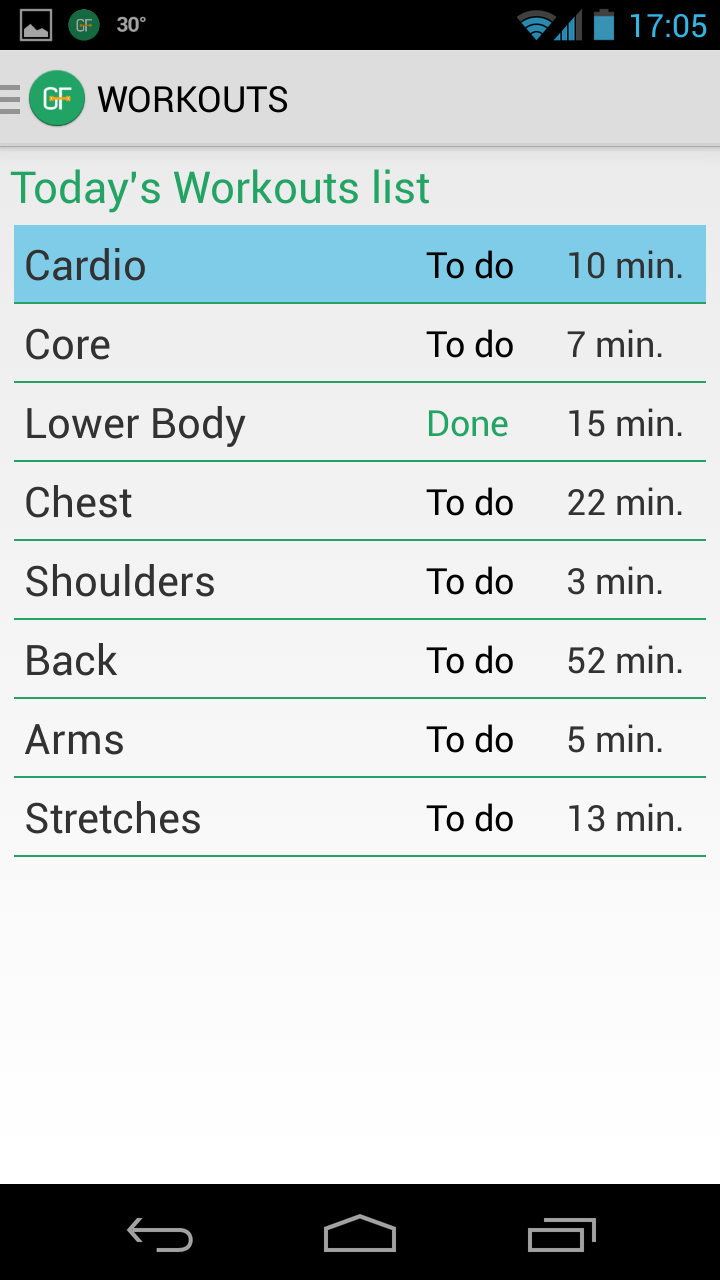 GF 30° 17:05
GF WORKOUTS
Today's Workouts list
Cardio To do 10 min.
Core To do 7 min.
Lower Body Done 15 min.
Chest To do 22 min.
Shoulders To do 3 min.
Back To do 52 min.
Arms To do 5 min.
Stretches To do 13 min.